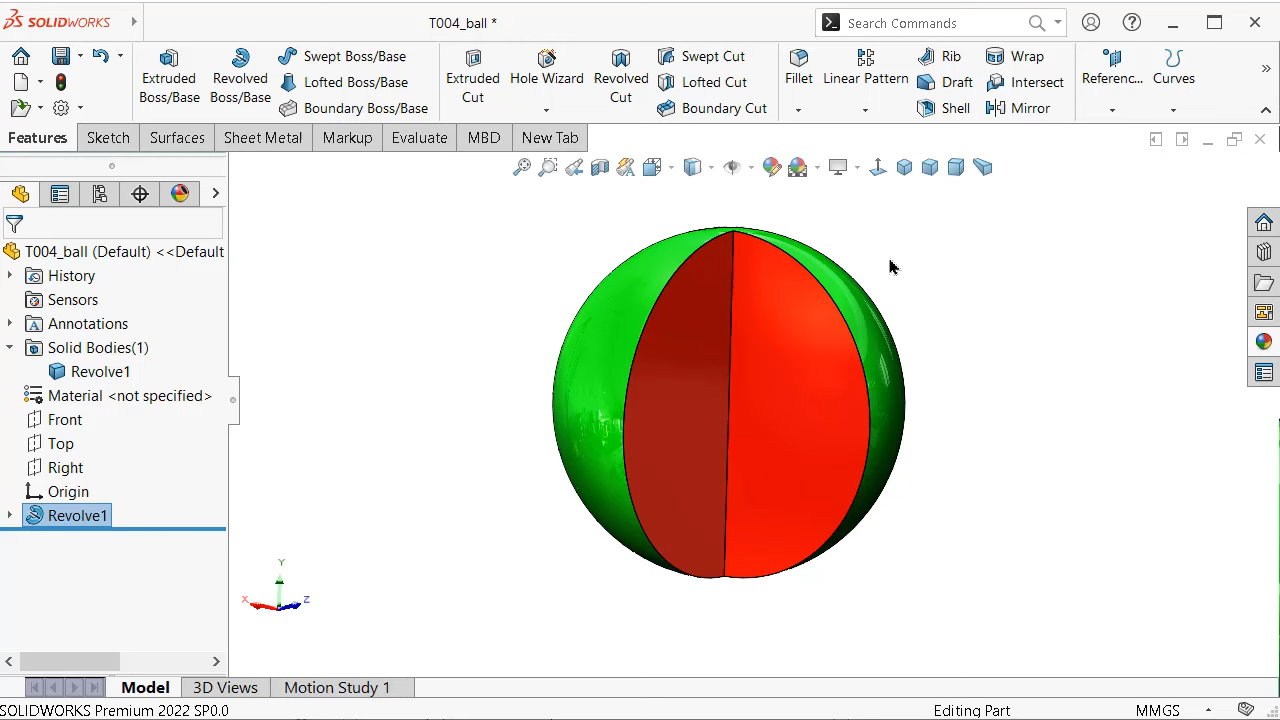 SOLIDWORKS
T004_ball *
Search Commands
Extruded Boss/Base
Revolved Boss/Base
Swept Boss/Base
Lofted Boss/Base
Boundary Boss/Base
Extruded Cut
Hole Wizard
Revolved Cut
Swept Cut
Lofted Cut
Boundary Cut
Fillet
Linear Pattern
Rib
Draft
Shell
Wrap
Intersect
Mirror
Referenc...
Curves
Features
Sketch
Surfaces
Sheet Metal
Markup
Evaluate
MBD
New Tab
T004_ball (Default) <<Default
History
Sensors
Annotations
Solid Bodies(1)
Revolve1
Material <not specified>
Front
Top
Right
Origin
Revolve1
Y
X
Z
Model
3D Views
Motion Study 1
SOLIDWORKS Premium 2022 SP0.0
Editing Part
MMGS